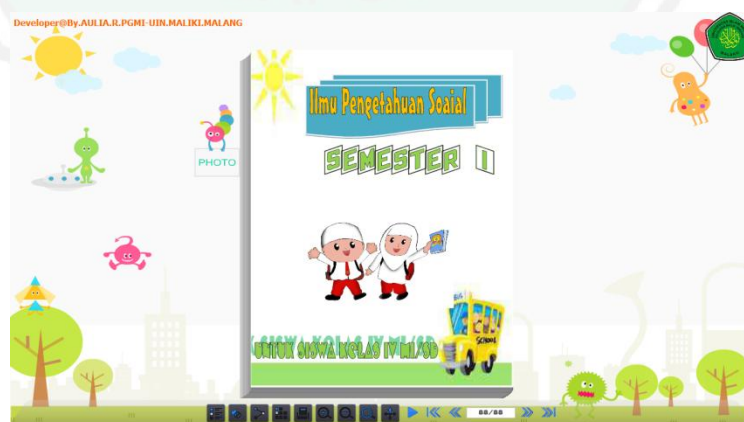 Developer@By.AULIA.R.PGMI-UIN.MALIKI.MALANG
Ilmu Pengetahuan Soaial
SEMESTER I
PHOTO
SCHOOL
UNTUK SISWA KELAS IV MI/SD
88/88